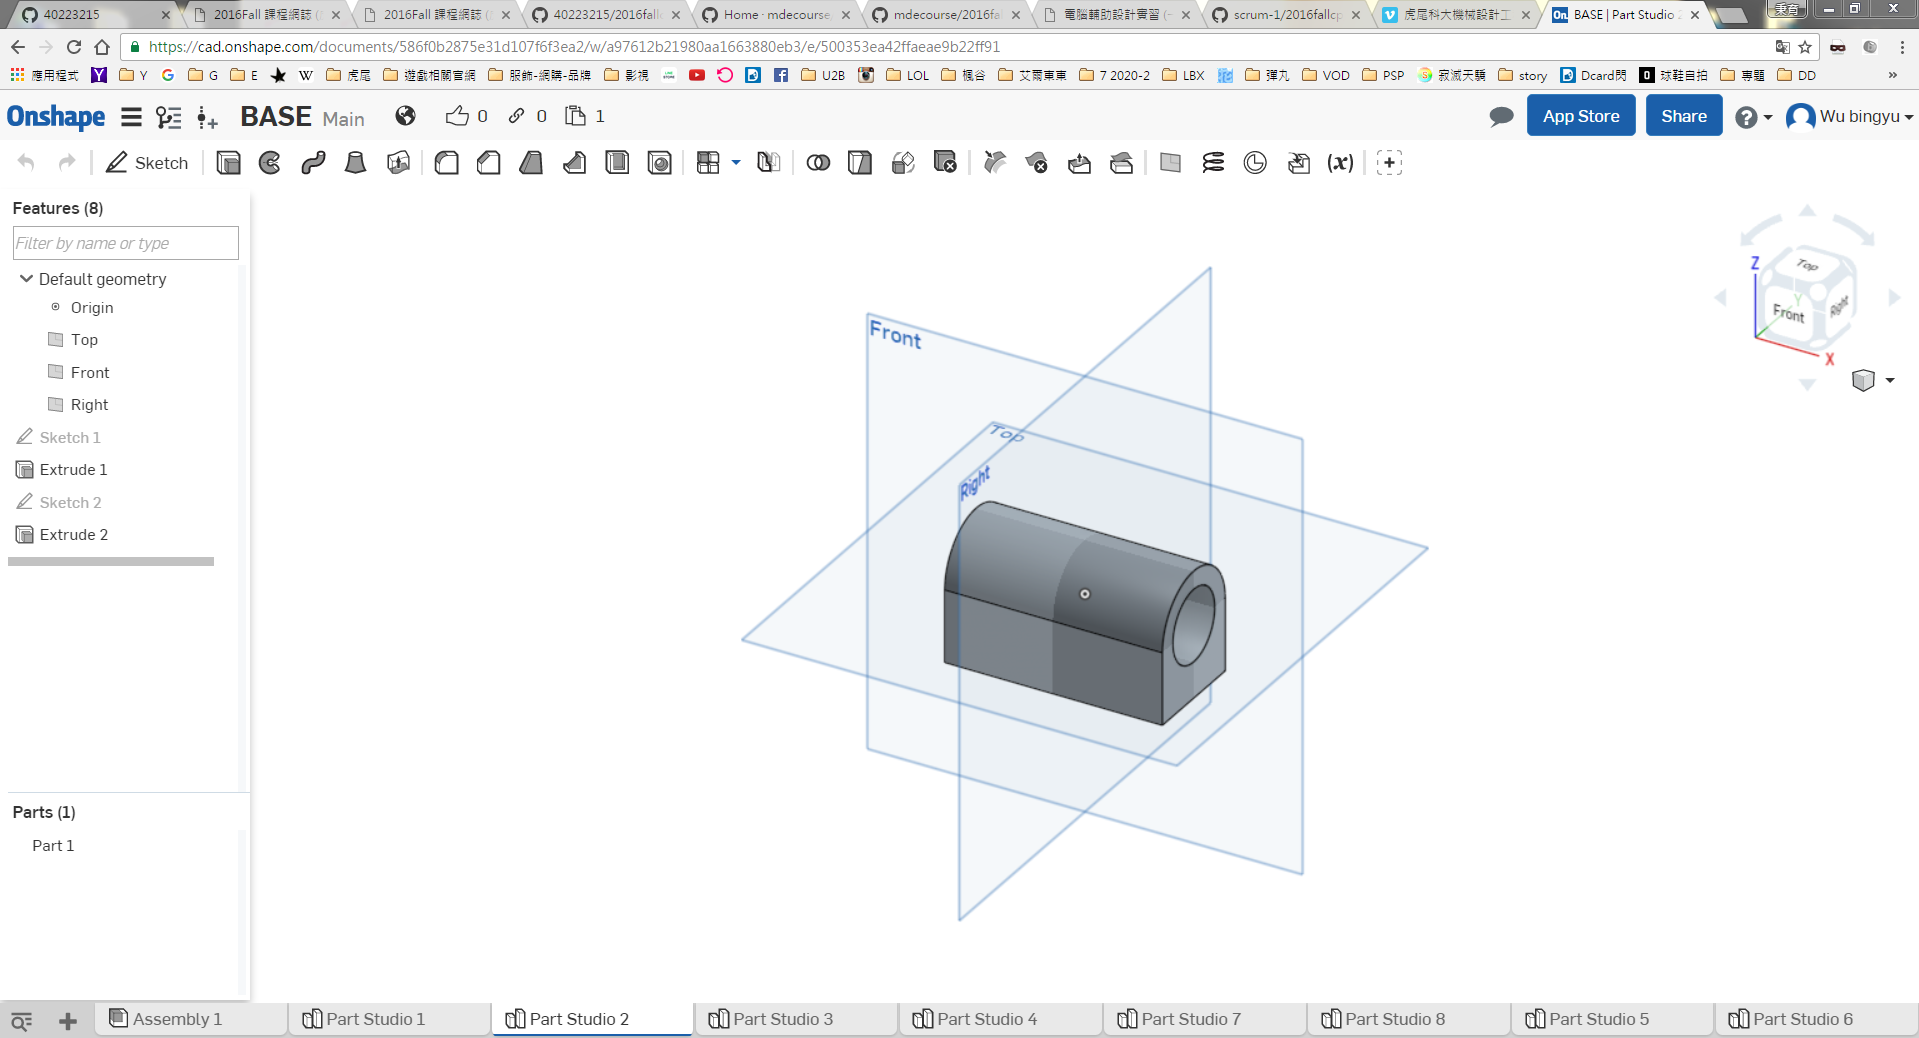 40223215
2016Fall 課程網誌
2016Fall 課程網誌
40223215/2016fall
Home · mdecourse
mdecourse/2016fa
電腦輔助設計實習
scrum-1/2016fallc
虎尾科大機械設計工
BASE | Part Studio
https://cad.onshape.com/documents/586f0b2875e31d107f6f3ea2/w/a97612b21980aa1663880eb3/e/500353ea42ffaeae9b22ff91
應用程式 Y G E 虎尾 遊戲相關官網 服飾-網購-品牌 影視 U2B LOL 楓谷 艾爾東東 7 2020-2 LBX 彈丸 VOD PSP 寂滅天驕 story Dcard閃 球鞋自拍 專題 DD »
Onshape BASE Main 0 0 1 App Store Share Wu bingyu
Sketch (x)
Features (8)
Filter by name or type
Default geometry
Origin
Top
Front
Right
Sketch 1
Extrude 1
Sketch 2
Extrude 2
Parts (1)
Part 1
Front
Top
Right
Z
Top
Y
Front
Right
X
Assembly 1
Part Studio 1
Part Studio 2
Part Studio 3
Part Studio 4
Part Studio 7
Part Studio 8
Part Studio 5
Part Studio 6